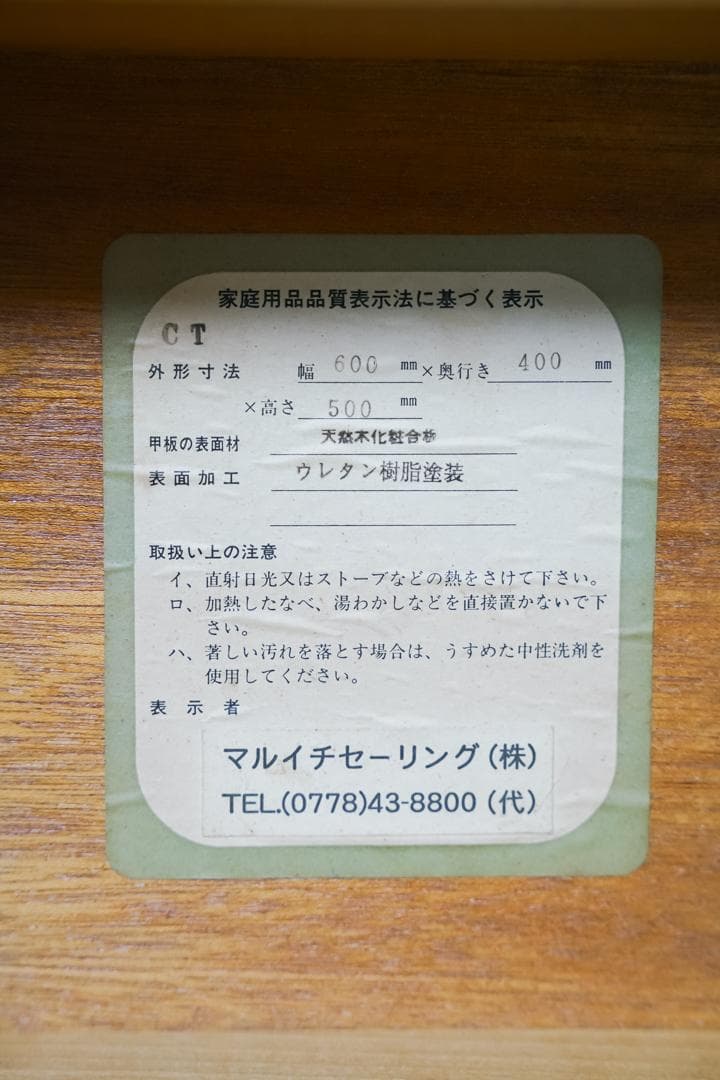 家庭用品品質表示法に基づく表示
CT
外形寸法 幅 600 mm×奥行き 400 mm
×高さ 500 mm
甲板の表面材 天然木化粧合板
表面加工 ウレタン樹脂塗装
取扱い上の注意
イ、直射日光又はストーブなどの熱をさけて下さい。
ロ、加熱したなべ、湯わかしなどを直接置かないで下
さい。
ハ、著しい汚れを落とす場合は、うすめた中性洗剤を
使用してください。
表示者
マルイチセーリング(株)
TEL.(0778)43-8800(代)